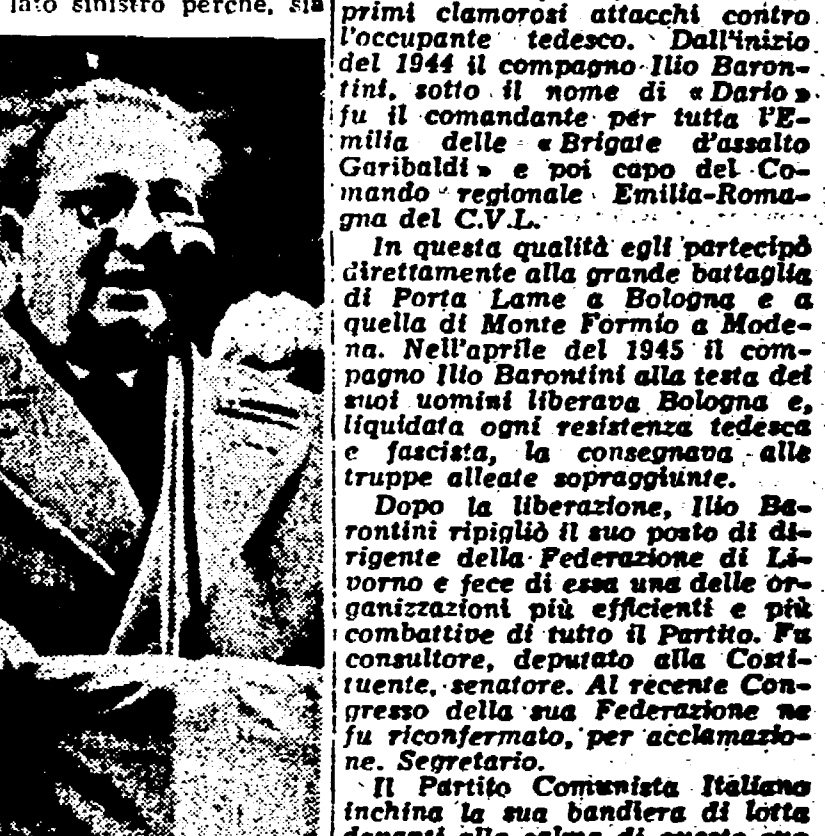 lato sinistro perchè, sia
primi clamorosi attacchi contro
l'occupante tedesco. Dall'inizio
del 1944 il compagno Ilio Baron-
tini, sotto il nome di « Dario »
fu il comandante per tutta l'E-
milia delle « Brigate d'assalto
Garibaldi » e poi capo del Co-
mando regionale Emilia-Roma-
gna del C.V.L.
In questa qualità egli partecipò
direttamente alla grande battaglia
di Porta Lame a Bologna e a
quella di Monte Formio a Mode-
na. Nell'aprile del 1945 il com-
pagno Ilio Barontini alla testa dei
suoi uomini liberava Bologna e,
liquidata ogni resistenza tedesca
e fascista, la consegnava alle
truppe alleate sopraggiunte.
Dopo la liberazione, Ilio Ba-
rontini ripigliò il suo posto di di-
rigente della Federazione di Li-
vorno e fece di essa una delle or-
ganizzazioni più efficienti e più
combattive di tutto il Partito. Fu
consultore, deputato alla Costi-
tuente, senatore. Al recente Con-
gresso della sua Federazione ne
fu riconfermato, per acclamazio-
ne, Segretario.
Il Partito Comunista Italiano
inchina la sua bandiera di lotta